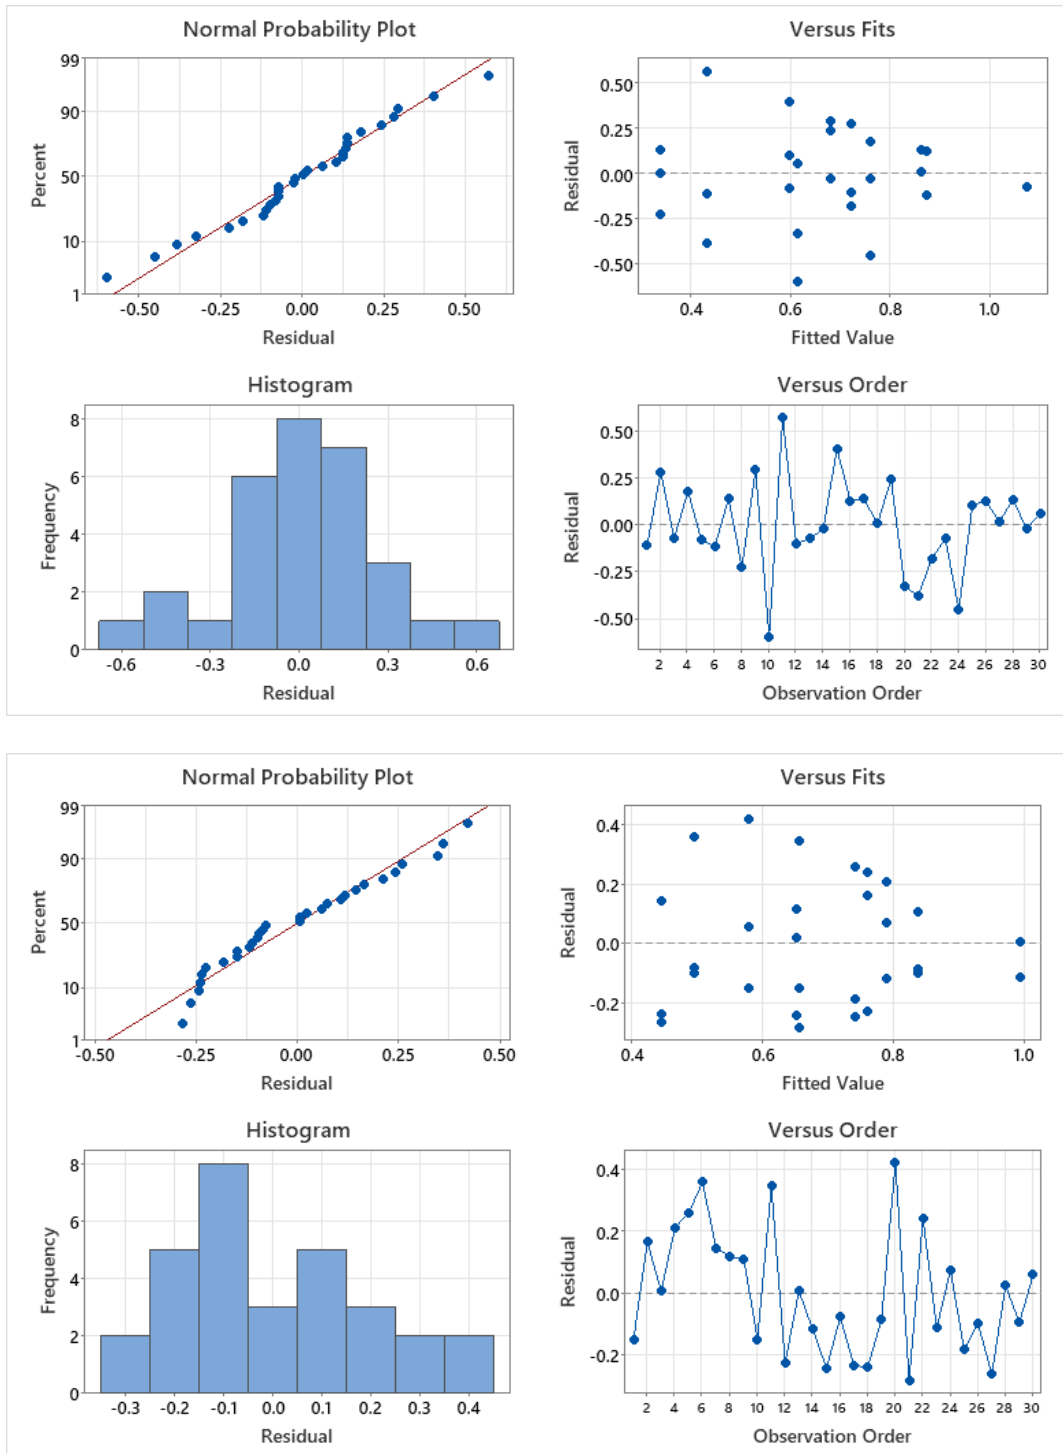 Normal Probability Plot
Versus Fits
99
90
50
10
1
Percent
-0.50 -0.25 0.00 0.25 0.50
Residual
0.50
0.25
0.00
-0.25
-0.50
Residual
0.4 0.6 0.8 1.0
Fitted Value
Histogram
Versus Order
8
6
4
2
0
Frequency
-0.6 -0.3 0.0 0.3 0.6
Residual
0.50
0.25
0.00
-0.25
-0.50
Residual
2 4 6 8 10 12 14 16 18 20 22 24 26 28 30
Observation Order
Normal Probability Plot
Versus Fits
99
90
50
10
1
Percent
-0.50 -0.25 0.00 0.25 0.50
Residual
0.4
0.2
0.0
-0.2
Residual
0.4 0.6 0.8 1.0
Fitted Value
Histogram
Versus Order
8
6
4
2
0
Frequency
-0.3 -0.2 -0.1 0.0 0.1 0.2 0.3 0.4
Residual
0.4
0.2
0.0
-0.2
Residual
2 4 6 8 10 12 14 16 18 20 22 24 26 28 30
Observation Order